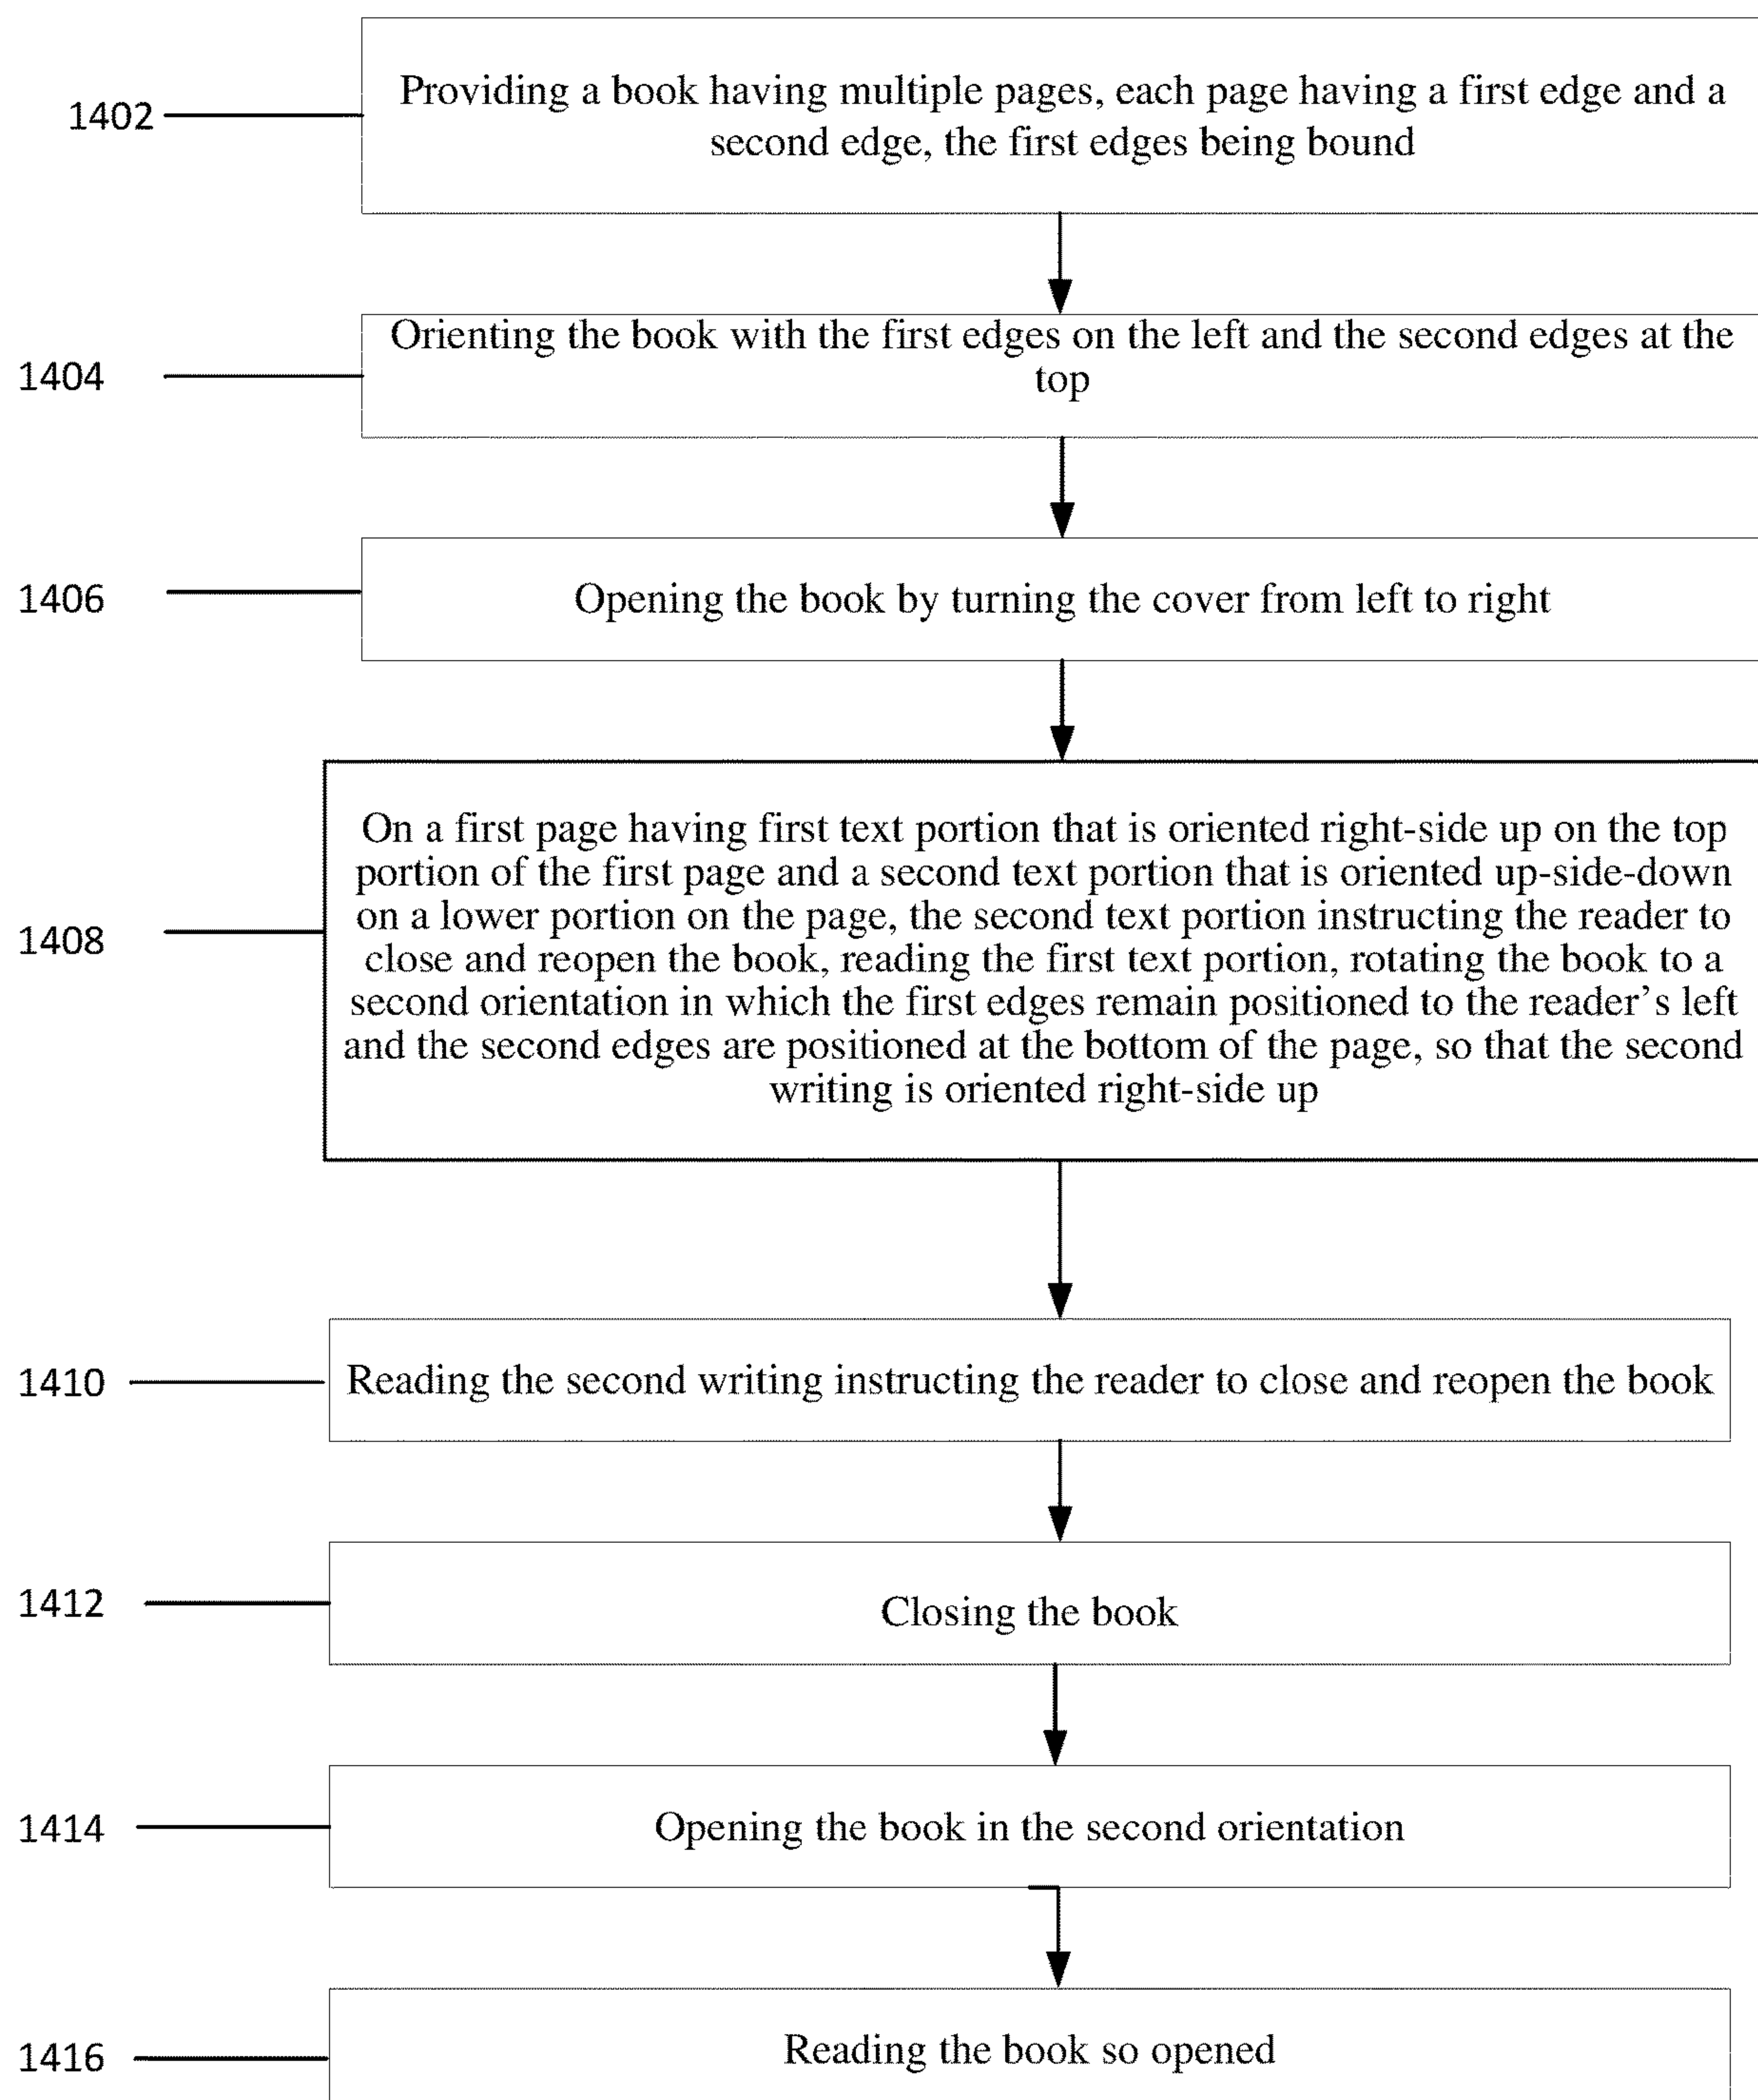 1402
Providing a book having multiple pages, each page having a first edge and a
second edge, the first edges being bound
1404
Orienting the book with the first edges on the left and the second edges at the
top
1406
Opening the book by turning the cover from left to right
1408
On a first page having first text portion that is oriented right-side up on the top
portion of the first page and a second text portion that is oriented up-side-down
on a lower portion on the page, the second text portion instructing the reader to
close and reopen the book, reading the first text portion, rotating the book to a
second orientation in which the first edges remain positioned to the reader’s left
and the second edges are positioned at the bottom of the page, so that the second
writing is oriented right-side up
1410
Reading the second writing instructing the reader to close and reopen the book
1412
Closing the book
1414
Opening the book in the second orientation
1416
Reading the book so opened